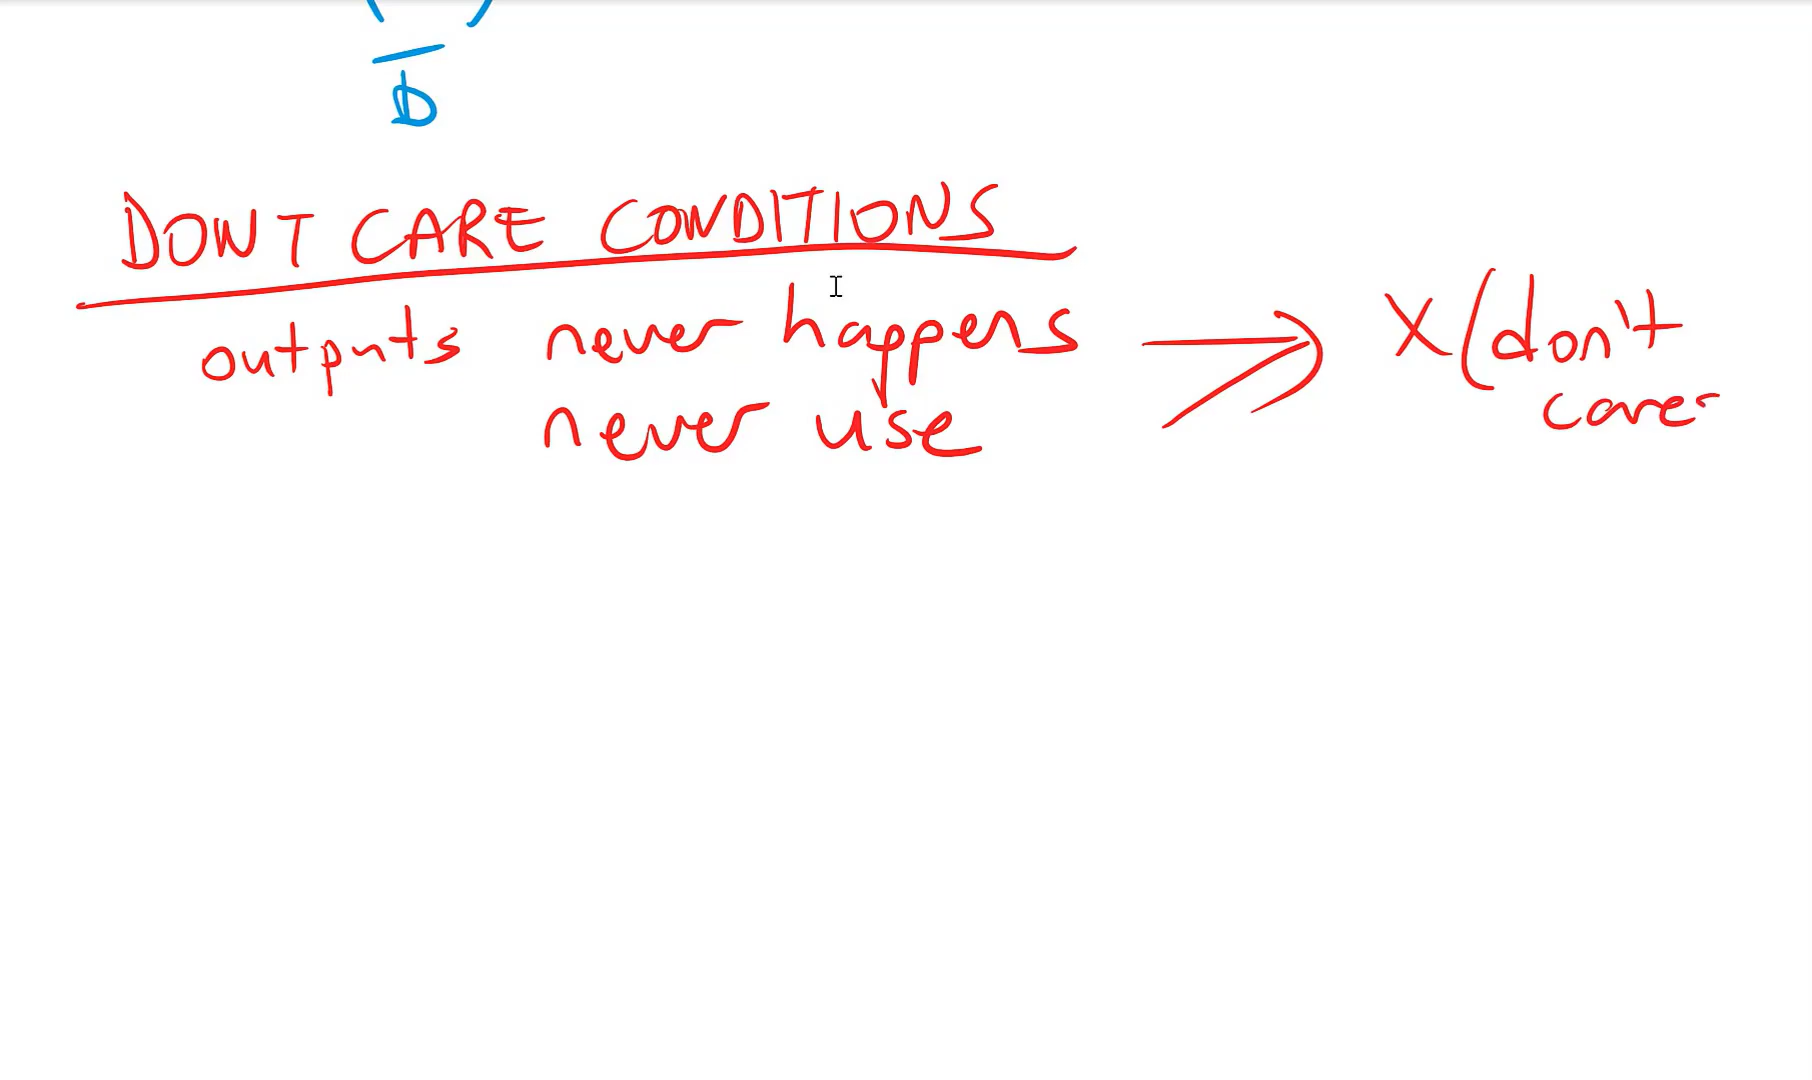 D
DONT CARE CONDITIONS
outputs never happens → X (don't
never use care